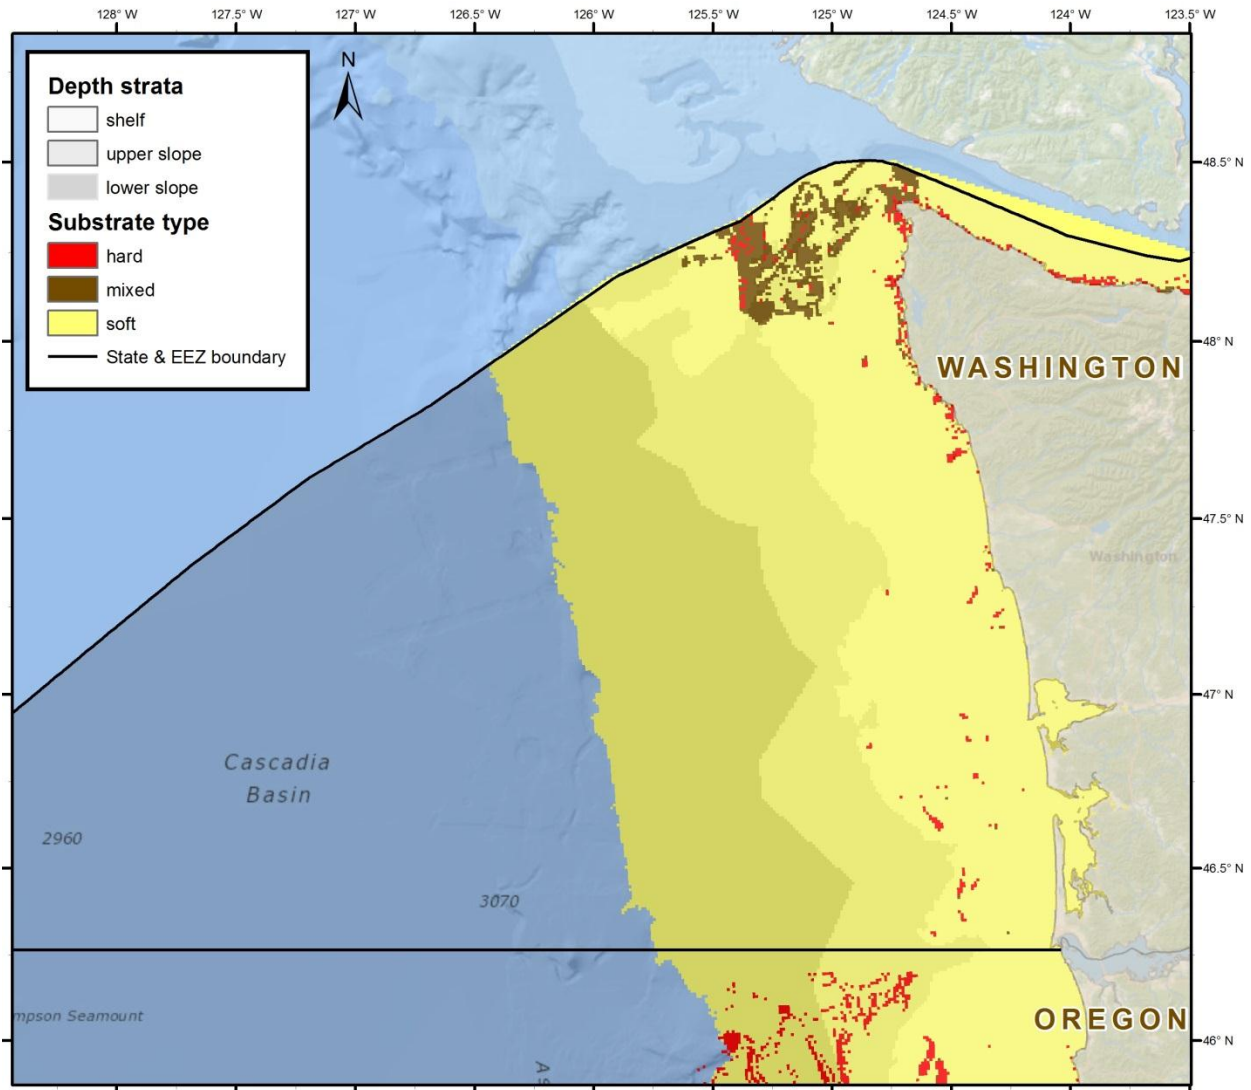 128°W 127.5°W 127°W 126.5°W 126°W 125.5°W 125°W 124.5°W 124°W 123.5°W
Depth strata
shelf
upper slope
lower slope
Substrate type
hard
mixed
soft
State & EEZ boundary
N
48.5° N
48° N
WASHINGTON
47.5° N
Washington
47° N
Cascadia
Basin
2960
46.5° N
3070
mpson Seamount
OREGON
46° N
As